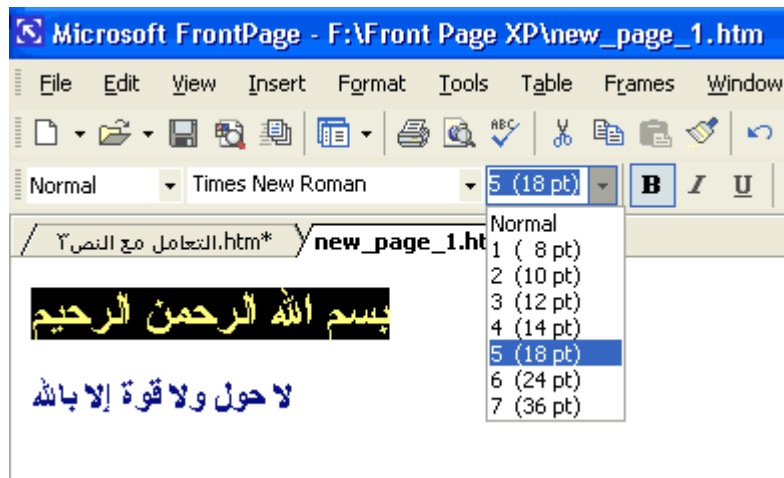 Microsoft FrontPage - F:\Front Page XP\new_page_1.htm
File Edit View Insert Format Tools Table Frames Window
ABC
Normal Times New Roman 5 (18 pt) B I U
التعامل مع النص٢.htm* new_page_1.ht
Normal
1 ( 8 pt)
2 (10 pt)
3 (12 pt)
4 (14 pt)
5 (18 pt)
6 (24 pt)
7 (36 pt)
بسم الله الرحمن الرحيم
لا حول ولا قوة إلا بالله